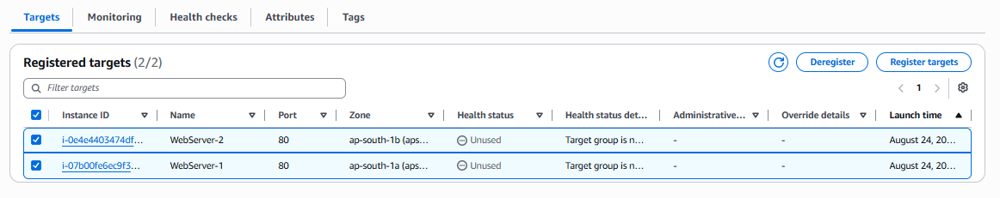 Targets Monitoring Health checks Attributes Tags
Registered targets (2/2) Deregister Register targets
Filter targets 1
Instance ID Name Port Zone Health status Health status det... Administrative... Override details Launch time
i-0e4e4403474df... WebServer-2 80 ap-south-1b (aps... Unused Target group is n... - - August 24, 20...
i-07b00fe6ec9f3... WebServer-1 80 ap-south-1a (aps... Unused Target group is n... - - August 24, 20...